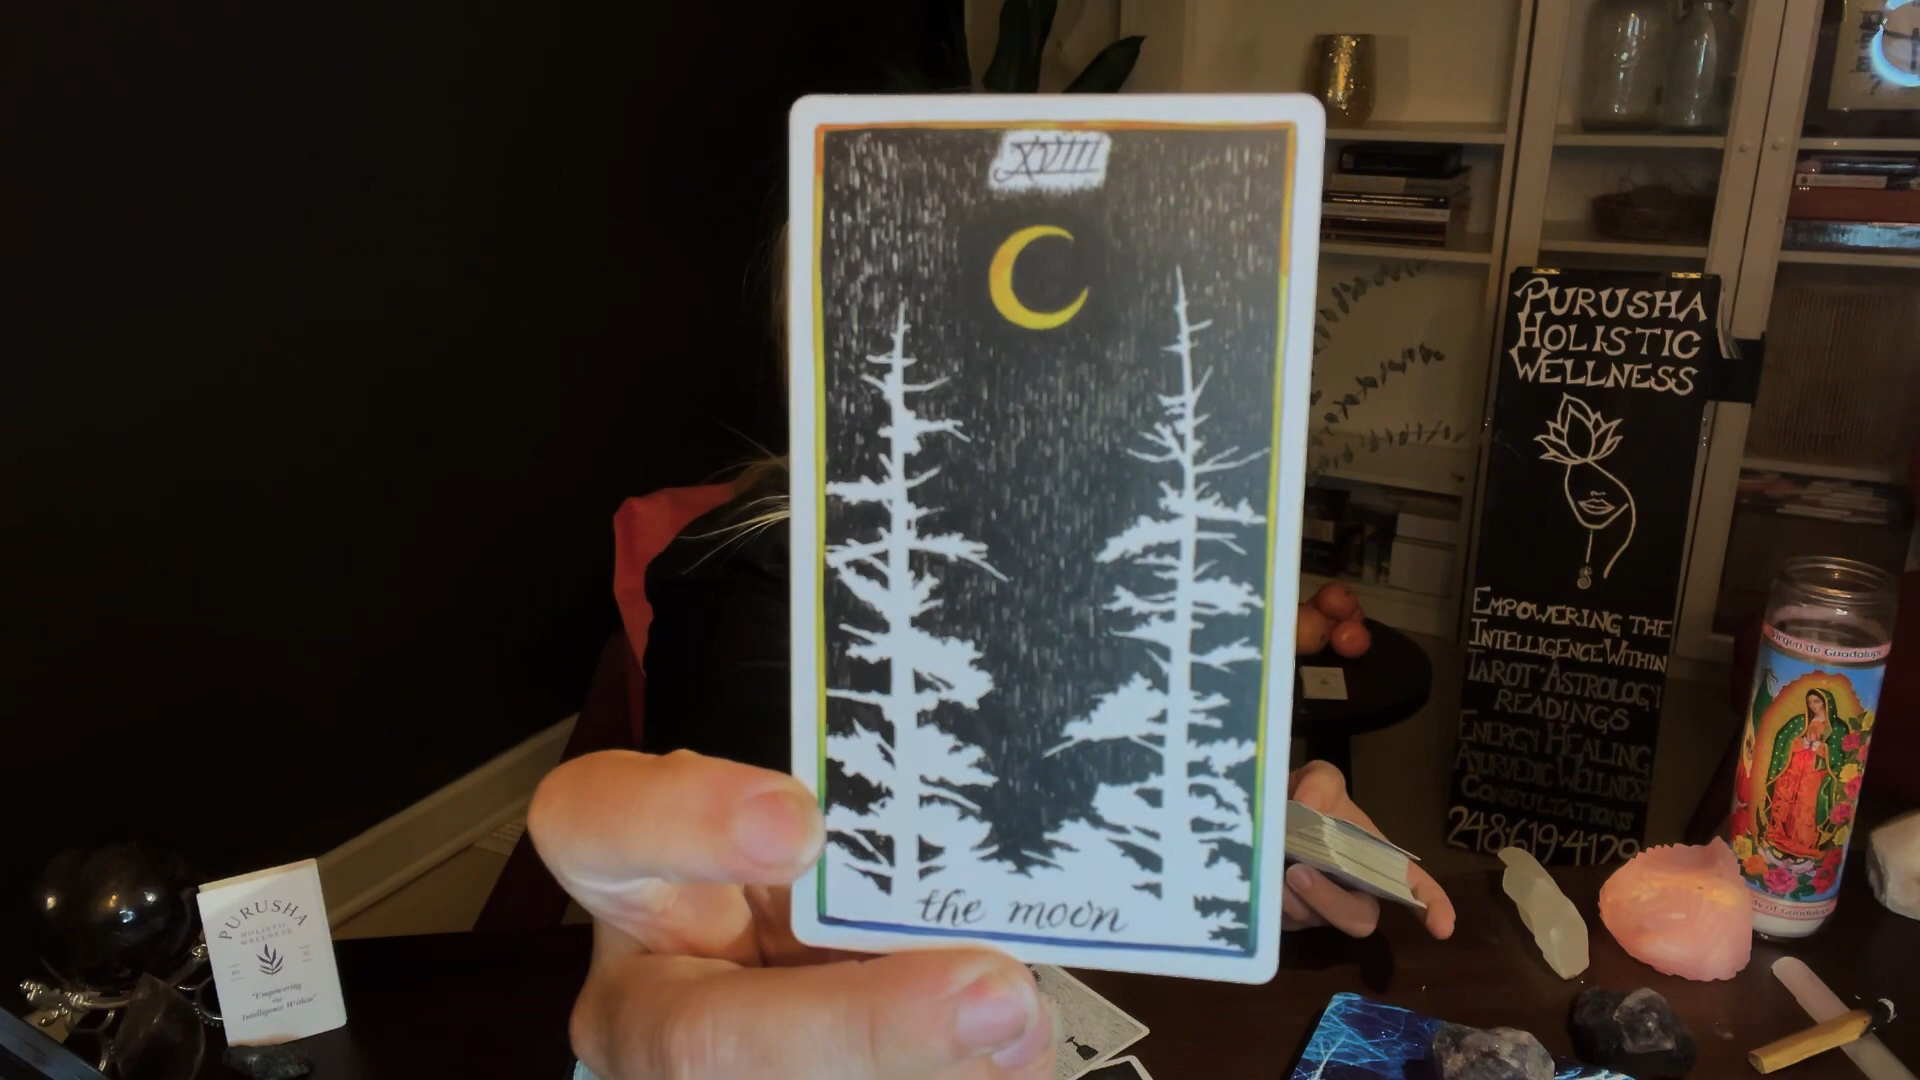 XVIII
the moon
PURUSHA
HOLISTIC
WELLNESS
EMPOWERING THE
INTELLIGENCE WITHIN
TAROT * ASTROLOGY
READINGS
ENERGY HEALING
AYURVEDIC WELLNESS
CONSULTATIONS
248·619·4129
Virgen de Guadalupe
PURUSHA
HOLISTIC
WELLNESS
"Empowering
the
Intelligence Within"